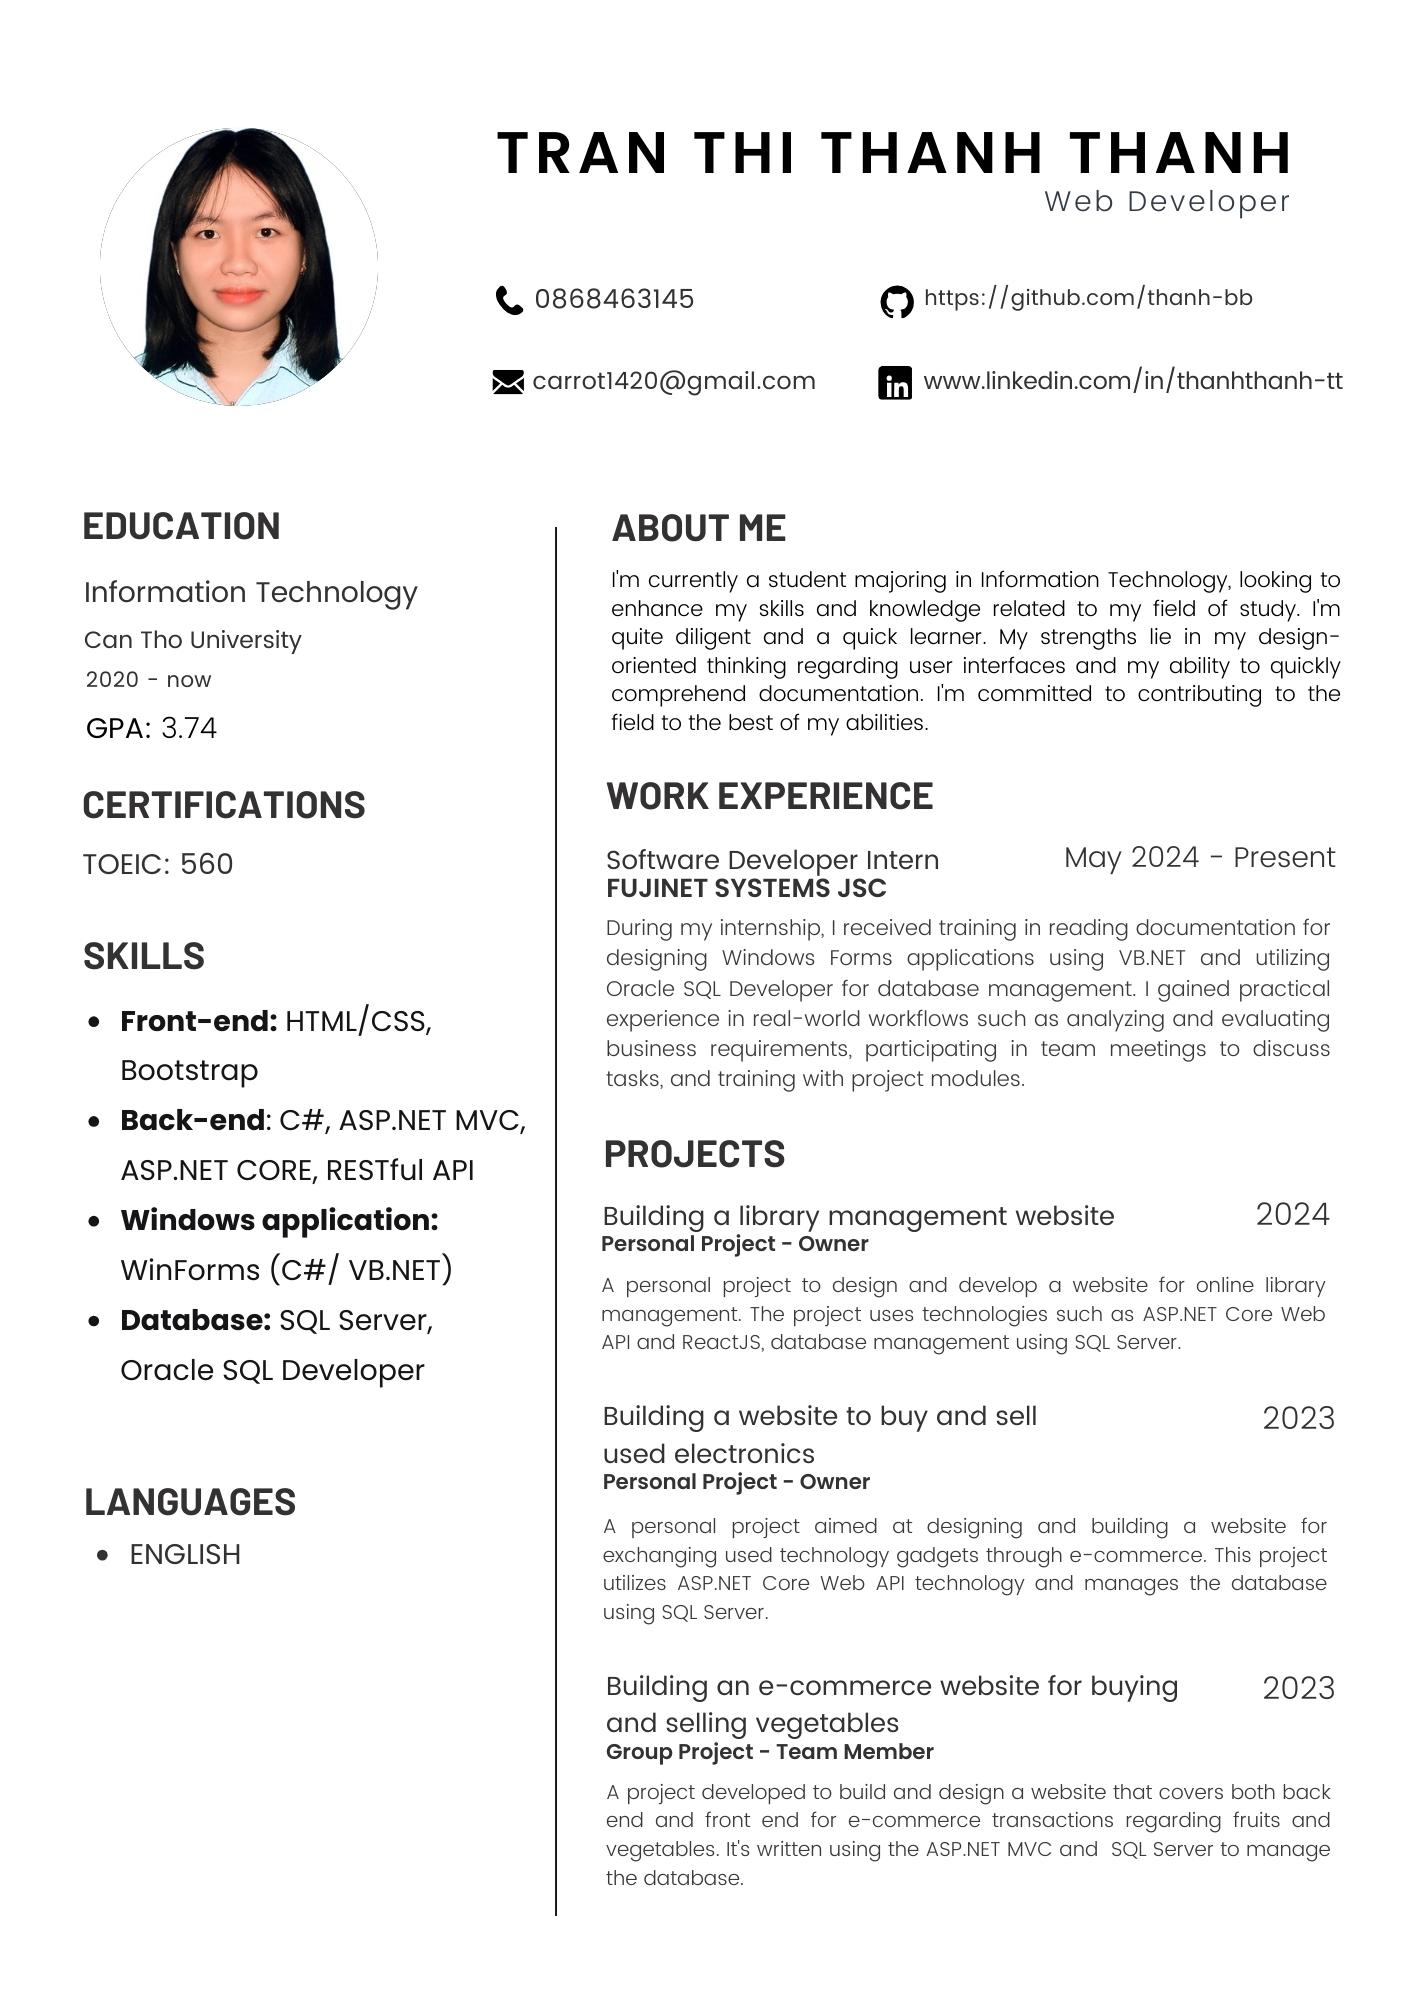 TRAN THI THANH THANH
Web Developer
0868463145
https://github.com/thanh-bb
carrot1420@gmail.com
www.linkedin.com/in/thanhthanh-tt
EDUCATION
Information Technology
Can Tho University
2020 - now
GPA: 3.74
CERTIFICATIONS
TOEIC: 560
SKILLS
• Front-end: HTML/CSS,
Bootstrap
• Back-end: C#, ASP.NET MVC,
ASP.NET CORE, RESTful API
• Windows application:
WinForms (C#/ VB.NET)
• Database: SQL Server,
Oracle SQL Developer
LANGUAGES
• ENGLISH
ABOUT ME
I'm currently a student majoring in Information Technology, looking to
enhance my skills and knowledge related to my field of study. I'm
quite diligent and a quick learner. My strengths lie in my design-
oriented thinking regarding user interfaces and my ability to quickly
comprehend documentation. I'm committed to contributing to the
field to the best of my abilities.
WORK EXPERIENCE
Software Developer Intern
May 2024 - Present
FUJINET SYSTEMS JSC
During my internship, I received training in reading documentation for
designing Windows Forms applications using VB.NET and utilizing
Oracle SQL Developer for database management. I gained practical
experience in real-world workflows such as analyzing and evaluating
business requirements, participating in team meetings to discuss
tasks, and training with project modules.
PROJECTS
Building a library management website
2024
Personal Project - Owner
A personal project to design and develop a website for online library
management. The project uses technologies such as ASP.NET Core Web
API and ReactJS, database management using SQL Server.
Building a website to buy and sell
2023
used electronics
Personal Project - Owner
A personal project aimed at designing and building a website for
exchanging used technology gadgets through e-commerce. This project
utilizes ASP.NET Core Web API technology and manages the database
using SQL Server.
Building an e-commerce website for buying
2023
and selling vegetables
Group Project - Team Member
A project developed to build and design a website that covers both back
end and front end for e-commerce transactions regarding fruits and
vegetables. It's written using the ASP.NET MVC and  SQL Server to manage
the database.